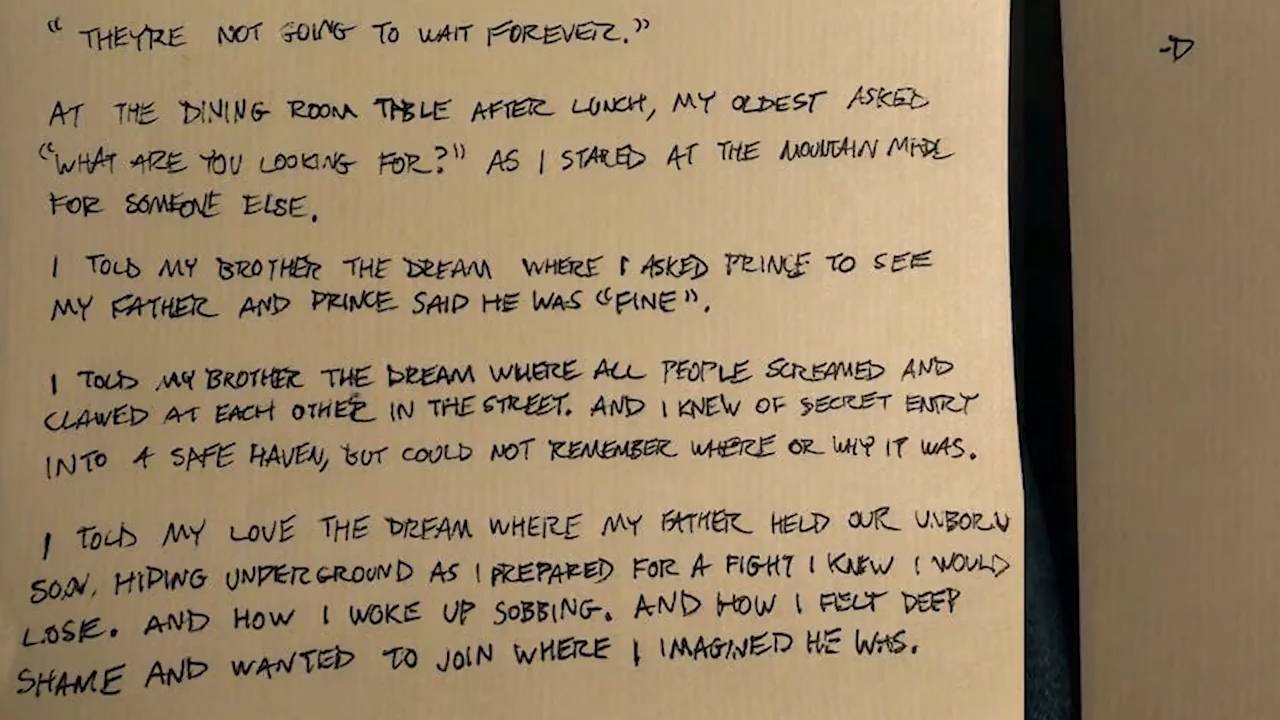 "THEY'RE NOT GOING TO WAIT FOREVER."
AT THE DINING ROOM TABLE AFTER LUNCH, MY OLDEST ASKED
"WHAT ARE YOU LOOKING FOR?" AS I STARED AT THE MOUNTAIN MADE
FOR SOMEONE ELSE.
I TOLD MY BROTHER THE DREAM WHERE I ASKED PRINCE TO SEE
MY FATHER AND PRINCE SAID HE WAS "FINE".
I TOLD MY BROTHER THE DREAM WHERE ALL PEOPLE SCREAMED AND
CLAWED AT EACH OTHER IN THE STREET. AND I KNEW OF SECRET ENTRY
INTO A SAFE HAVEN, BUT COULD NOT REMEMBER WHERE OR WHY IT WAS.
I TOLD MY LOVE THE DREAM WHERE MY FATHER HELD OUR UNBORN
SON, HIDING UNDERGROUND AS I PREPARED FOR A FIGHT I KNEW I WOULD
LOSE. AND HOW I WOKE UP SOBBING. AND HOW I FELT DEEP
SHAME AND WANTED TO JOIN WHERE I IMAGINED HE WAS.
-D